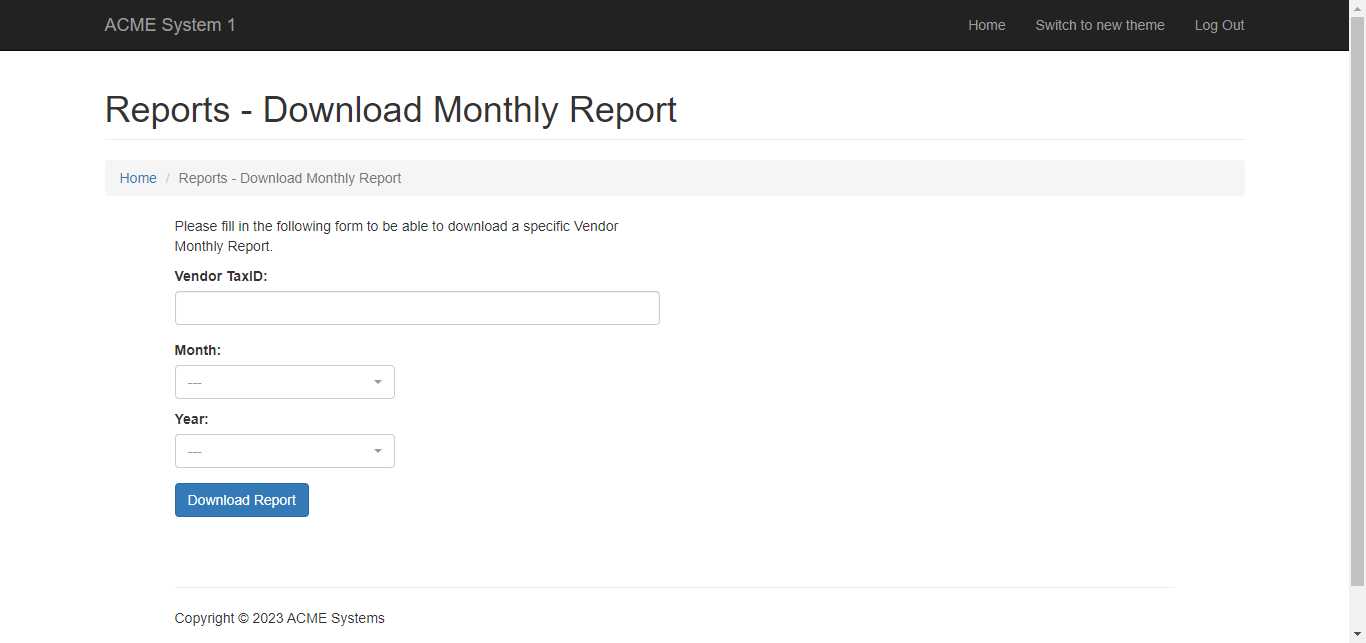 ACME System 1
Home
Switch to new theme
Log Out
Reports - Download Monthly Report
Home / Reports - Download Monthly Report
Please fill in the following form to be able to download a specific Vendor
Monthly Report.
Vendor TaxID:
Month:
---
Year:
---
Download Report
Copyright © 2023 ACME Systems